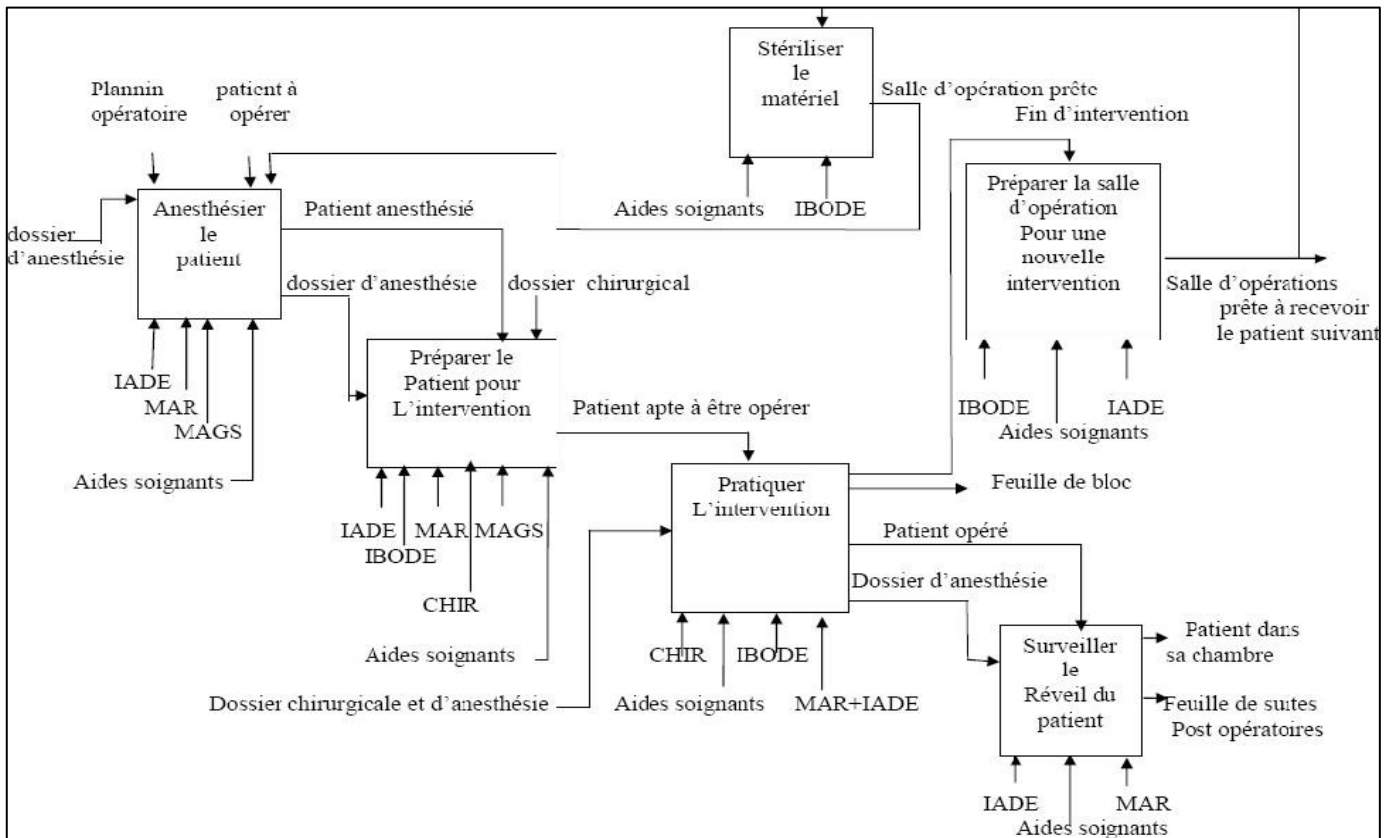 Stériliser
le
matériel
Plannin
opératoire
patient à
opérer
Salle d'opération prête
Fin d'intervention
Anesthésier
le
patient
Patient anesthésié
Aides soignants
IBODE
Préparer la salle
d'opération
Pour une
nouvelle
intervention
dossier
d'anesthésie
dossier d'anesthésie
dossier chirurgical
Salle d'opérations
prête à recevoir
le patient suivant
IADE
MAR
MAGS
Aides soignants
Préparer le
Patient pour
L'intervention
Patient apte à être opérer
IBODE
IADE
Aides soignants
Pratiquer
L'intervention
Feuille de bloc
IADE
MAR
MAGS
IBODE
CHIR
Aides soignants
Patient opéré
Dossier d'anesthésie
Dossier chirurgicale et d'anesthésie
CHIR
IBODE
Aides soignants
MAR+IADE
Surveiller
le
Réveil du
patient
Patient dans
sa chambre
Feuille de suites
Post opératoires
IADE
MAR
Aides soignants